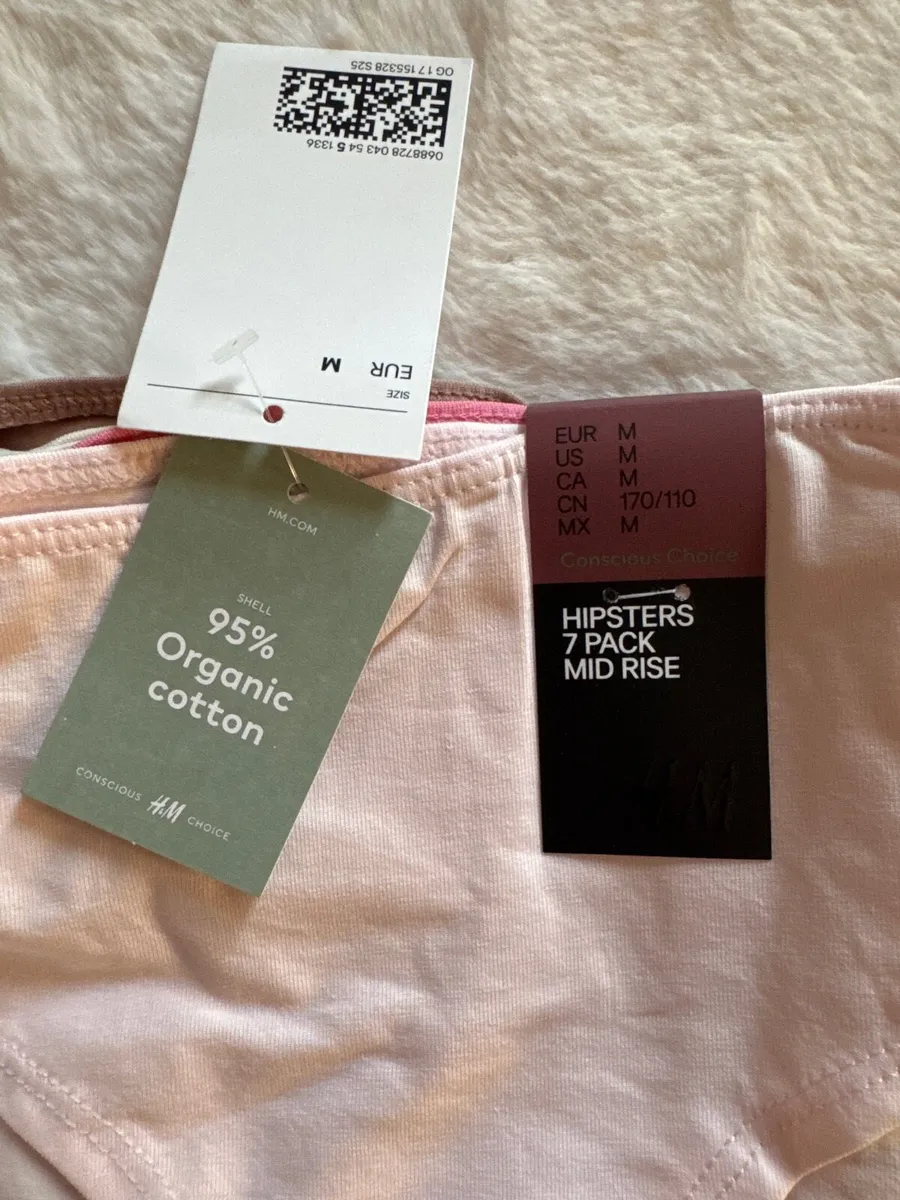 OG 17 155328 S25
0688728 043 54 5 1336
EUR M
SIZE
HM.COM
SHELL
95%
Organic
cotton
CONSCIOUS H&M CHOICE
EUR M
US M
CA M
CN 170/110
MX M
Conscious Choice
HIPSTERS
7 PACK
MID RISE
H&M